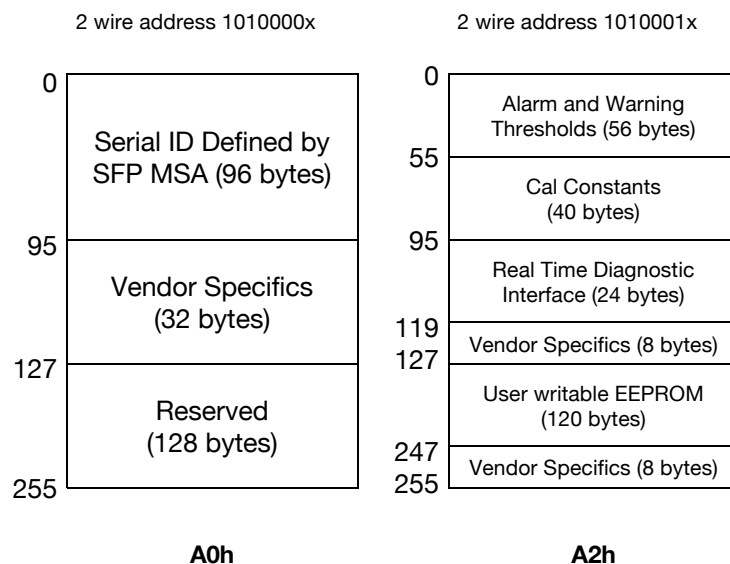 2 wire address 1010000x
0
Serial ID Defined by
SFP MSA (96 bytes)
95
Vendor Specifics
(32 bytes)
127
Reserved
(128 bytes)
255
A0h
2 wire address 1010001x
0
Alarm and Warning
Thresholds (56 bytes)
55
Cal Constants
(40 bytes)
95
Real Time Diagnostic
Interface (24 bytes)
119
Vendor Specifics (8 bytes)
127
User writable EEPROM
(120 bytes)
247
Vendor Specifics (8 bytes)
255
A2h